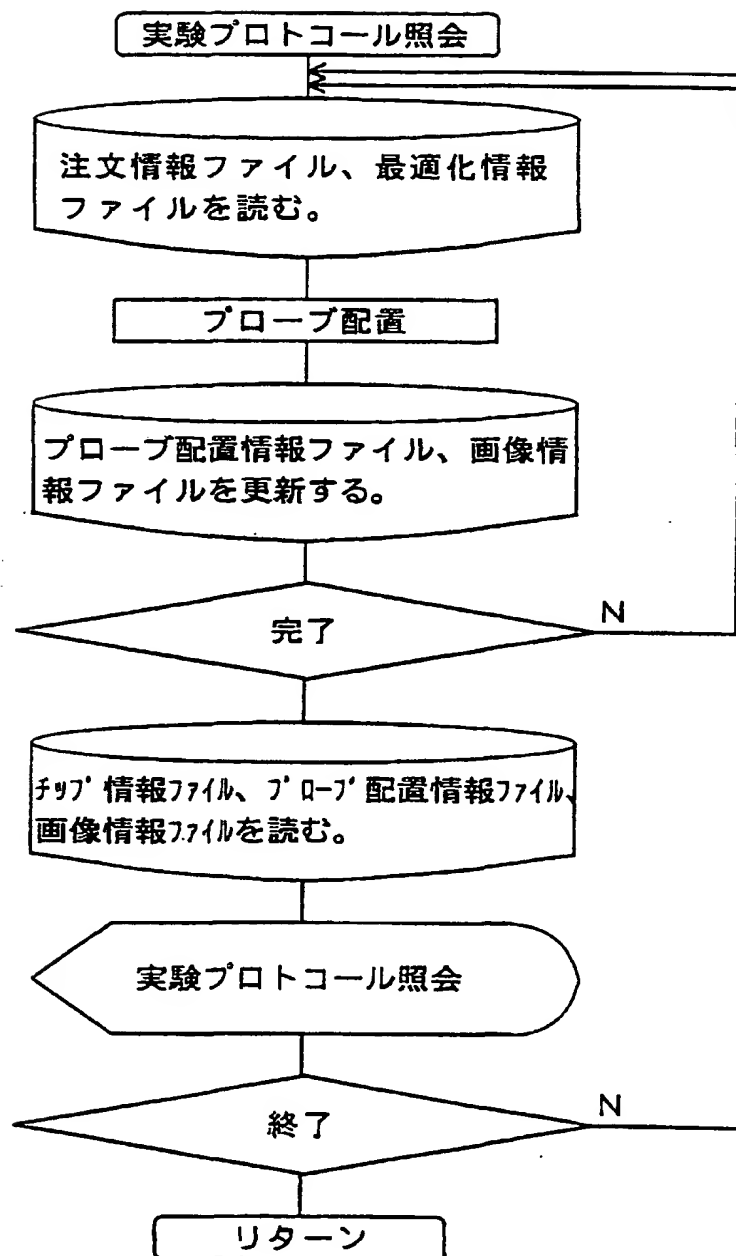 実験プロトコール照会
注文情報ファイル、最適化情報
ファイルを読む。
プローブ配置
プローブ配置情報ファイル、画像情
報ファイルを更新する。
完了
N
チップ情報ファイル、プローブ配置情報ファイル、
画像情報ファイルを読む。
実験プロトコール照会
終了
N
リターン